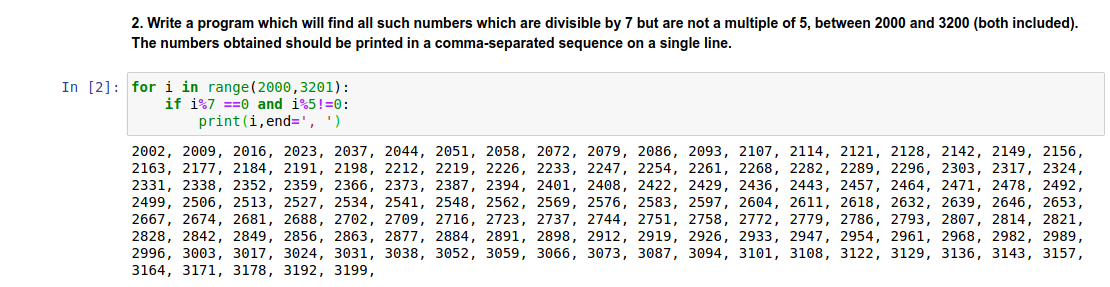 2. Write a program which will find all such numbers which are divisible by 7 but are not a multiple of 5, between 2000 and 3200 (both included).
The numbers obtained should be printed in a comma-separated sequence on a single line.
In [2]: for i in range(2000,3201):
if i%7 ==0 and i%5!=0:
print(i,end=', ')
2002, 2009, 2016, 2023, 2037, 2044, 2051, 2058, 2072, 2079, 2086, 2093, 2107, 2114, 2121, 2128, 2142, 2149, 2156,
2163, 2177, 2184, 2191, 2198, 2212, 2219, 2226, 2233, 2247, 2254, 2261, 2268, 2282, 2289, 2296, 2303, 2317, 2324,
2331, 2338, 2352, 2359, 2366, 2373, 2387, 2394, 2401, 2408, 2422, 2429, 2436, 2443, 2457, 2464, 2471, 2478, 2492,
2499, 2506, 2513, 2527, 2534, 2541, 2548, 2562, 2569, 2576, 2583, 2597, 2604, 2611, 2618, 2632, 2639, 2646, 2653,
2667, 2674, 2681, 2688, 2702, 2709, 2716, 2723, 2737, 2744, 2751, 2758, 2772, 2779, 2786, 2793, 2807, 2814, 2821,
2828, 2842, 2849, 2856, 2863, 2877, 2884, 2891, 2898, 2912, 2919, 2926, 2933, 2947, 2954, 2961, 2968, 2982, 2989,
2996, 3003, 3017, 3024, 3031, 3038, 3052, 3059, 3066, 3073, 3087, 3094, 3101, 3108, 3122, 3129, 3136, 3143, 3157,
3164, 3171, 3178, 3192, 3199,